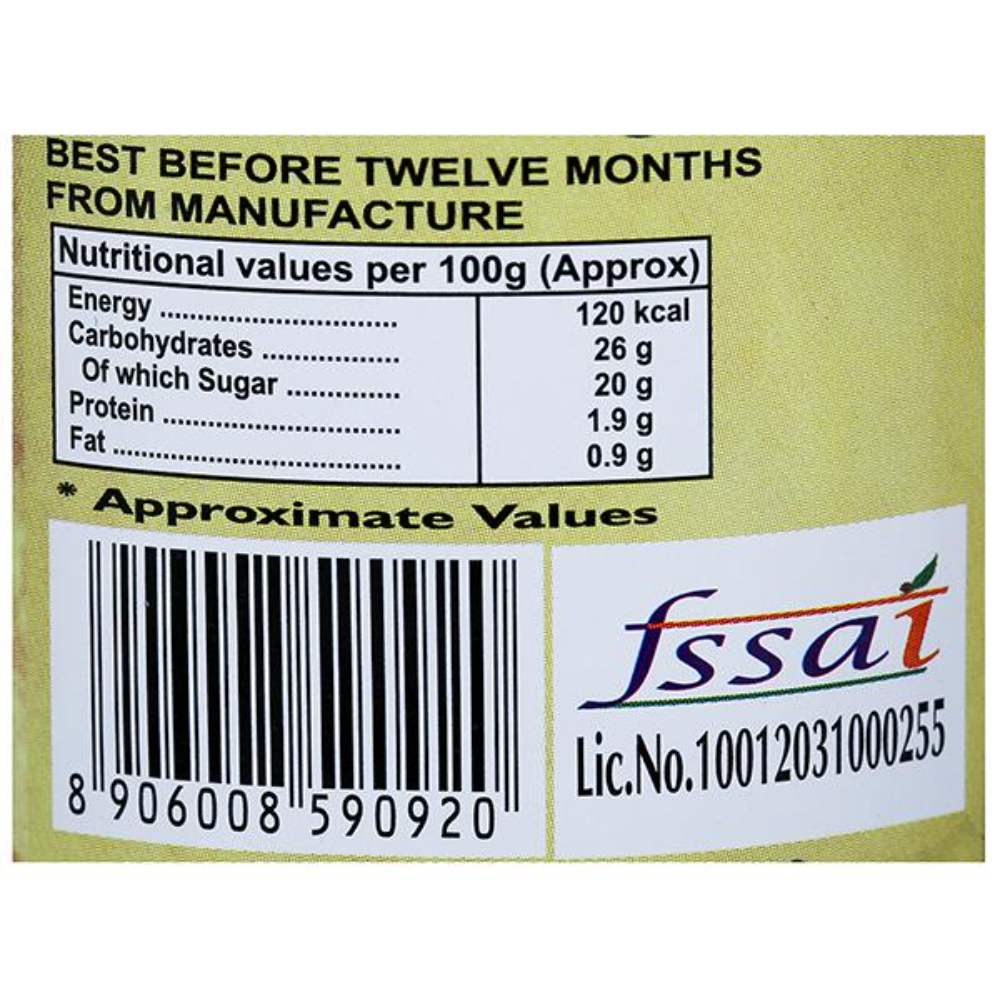 BEST BEFORE TWELVE MONTHS
FROM MANUFACTURE
Nutritional values per 100g (Approx)
Energy ............................. 120 kcal
Carbohydrates ................. 26 g
Of which Sugar .............. 20 g
Protein ............................. 1.9 g
Fat ................................... 0.9 g
* Approximate Values
fssai
Lic.No.10012031000255
8 906008 590920